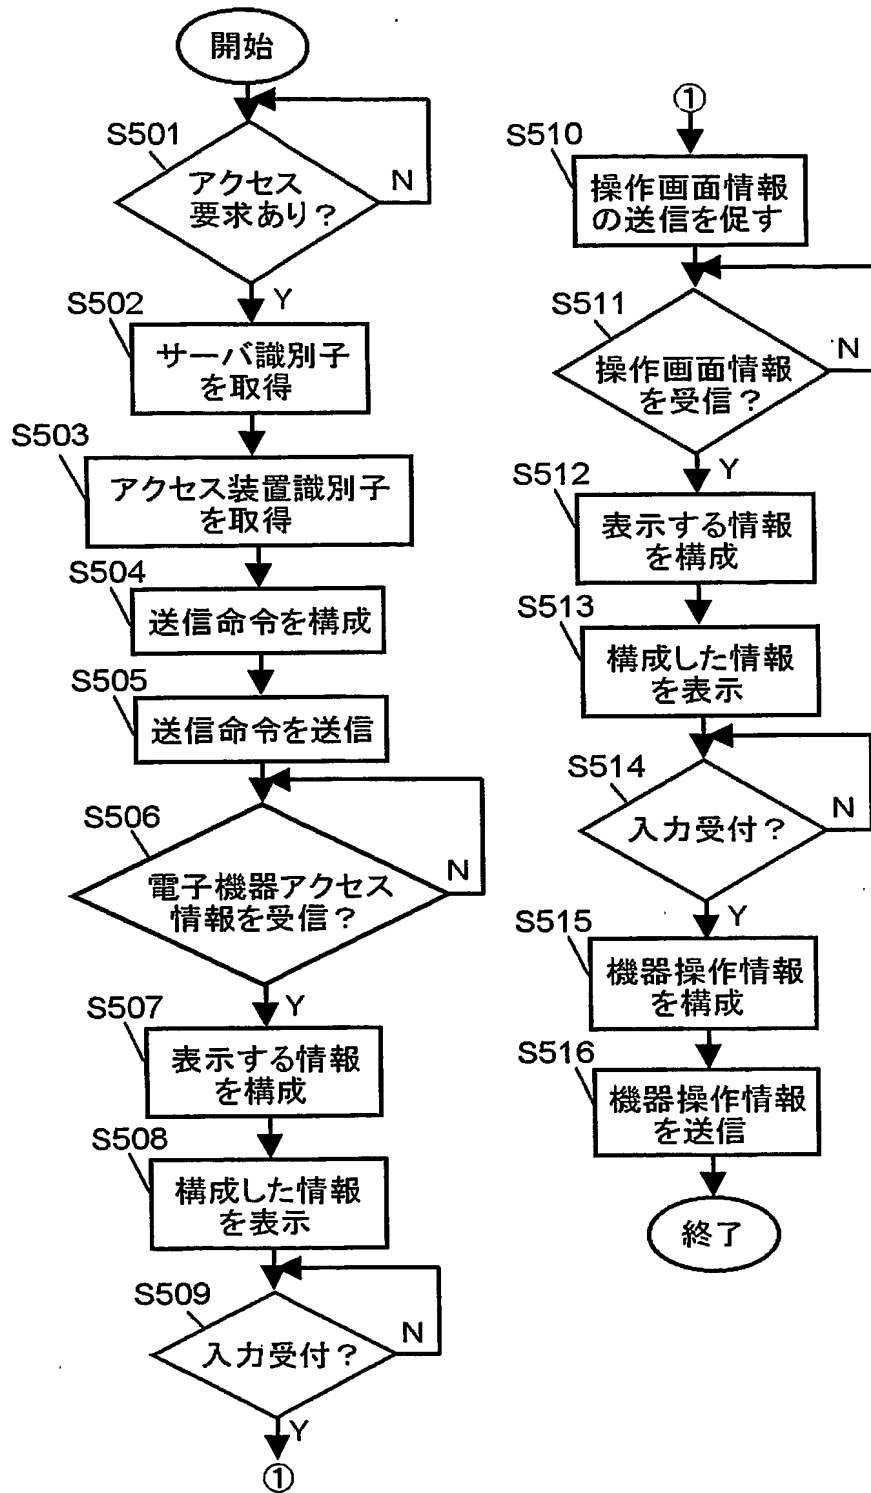 開始
S501
アクセス
要求あり?
N
Y
S502
サーバ識別子
を取得
S503
アクセス装置識別子
を取得
S504
送信命令を構成
S505
送信命令を送信
S506
電子機器アクセス
情報を受信?
N
Y
S507
表示する情報
を構成
S508
構成した情報
を表示
S509
入力受付?
N
Y
①
①
S510
操作画面情報
の送信を促す
S511
操作画面情報
を受信?
N
Y
S512
表示する情報
を構成
S513
構成した情報
を表示
S514
入力受付?
N
Y
S515
機器操作情報
を構成
S516
機器操作情報
を送信
終了